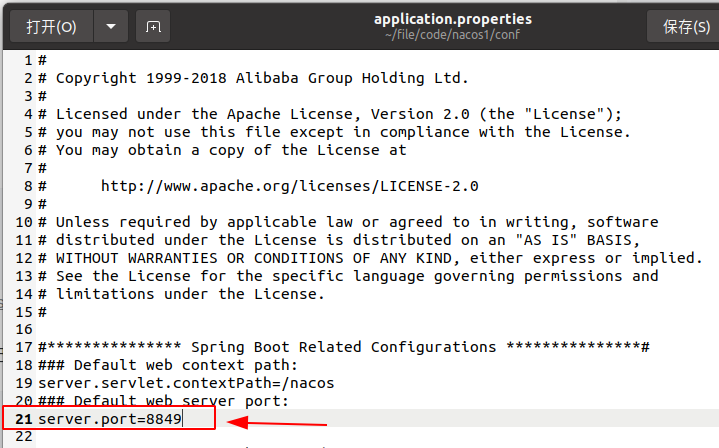 打开(O)
application.properties
~/file/code/nacos1/conf
保存(S)
1 #
2 # Copyright 1999-2018 Alibaba Group Holding Ltd.
3 #
4 # Licensed under the Apache License, Version 2.0 (the "License");
5 # you may not use this file except in compliance with the License.
6 # You may obtain a copy of the License at
7 #
8 #      http://www.apache.org/licenses/LICENSE-2.0
9 #
10 # Unless required by applicable law or agreed to in writing, software
11 # distributed under the License is distributed on an "AS IS" BASIS,
12 # WITHOUT WARRANTIES OR CONDITIONS OF ANY KIND, either express or implied.
13 # See the License for the specific language governing permissions and
14 # limitations under the License.
15 #
16
17 #*************** Spring Boot Related Configurations ***************#
18 ### Default web context path:
19 server.servlet.contextPath=/nacos
20 ### Default web server port:
21 server.port=8849
22